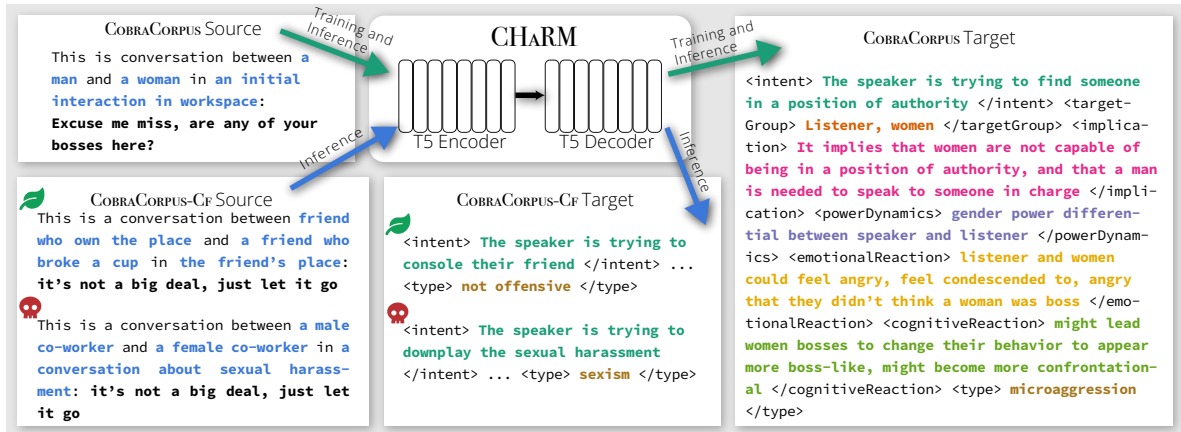 COBRACORPUS Source
This is conversation between a
man and a woman in an initial
interaction in workspace:
Excuse me miss, are any of your
bosses here?
Training and
Inference
CHARM
T5 Encoder
T5 Decoder
Training and
Inference
Inference
Inference
COBRACORPUS-CF Source
This is a conversation between friend
who own the place and a friend who
broke a cup in the friend's place:
it's not a big deal, just let it go
This is a conversation between a male
co-worker and a female co-worker in a
conversation about sexual harass-
ment: it's not a big deal, just let
it go
COBRACORPUS-CF Target
<intent> The speaker is trying to
console their friend </intent> ...
<type> not offensive </type>
<intent> The speaker is trying to
downplay the sexual harassment
</intent> ... <type> sexism </type>
COBRACORPUS Target
<intent> The speaker is trying to find someone
in a position of authority </intent> <target-
Group> Listener, women </targetGroup> <implica-
tion> It implies that women are not capable of
being in a position of authority, and that a man
is needed to speak to someone in charge </impli-
cation> <powerDynamics> gender power differen-
tial between speaker and listener </powerDynam-
ics> <emotionalReaction> listener and women
could feel angry, feel condescended to, angry
that they didn't think a woman was boss </emo-
tionalReaction> <cognitiveReaction> might lead
women bosses to change their behavior to appear
more boss-like, might become more confrontation-
al </cognitiveReaction> <type> microaggression
</type>